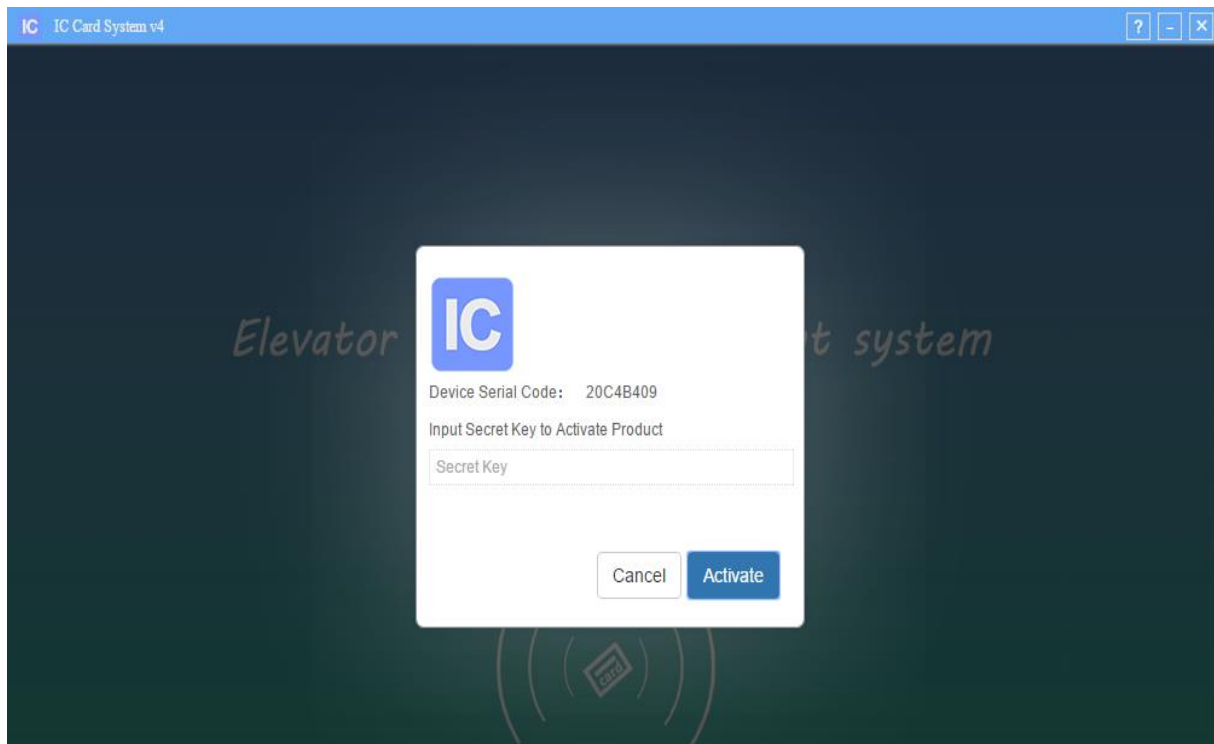 IC IC Card System v4 ? - ×
IC
Elevator t system
Device Serial Code: 20C4B409
Input Secret Key to Activate Product
Secret Key
Cancel Activate
card